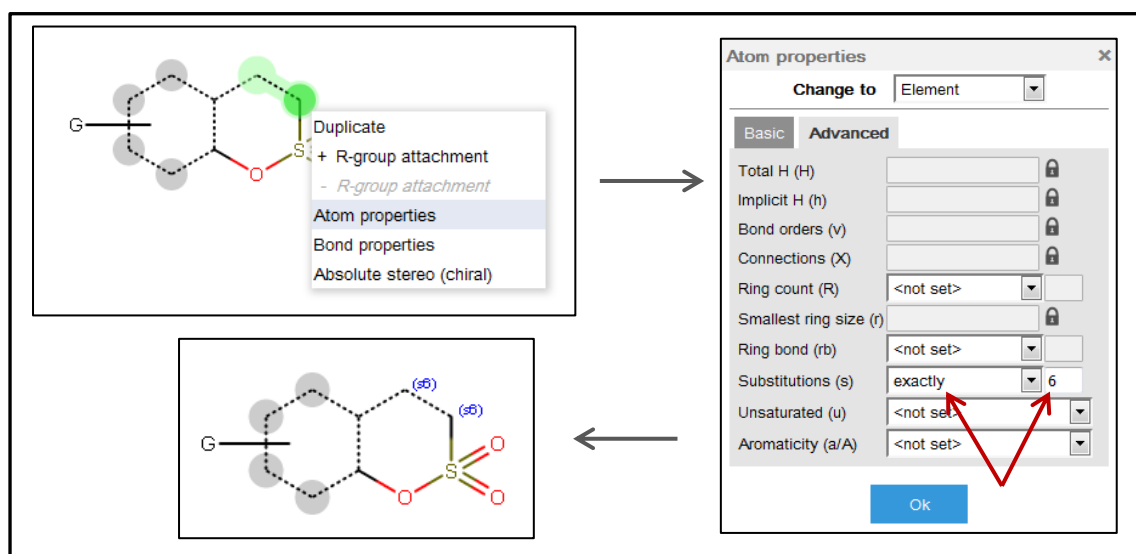 G
S
O
Duplicate
+ R-group attachment
- R-group attachment
Atom properties
Bond properties
Absolute stereo (chiral)
Atom properties ×
Change to Element
Basic Advanced
Total H (H)
Implicit H (h)
Bond orders (v)
Connections (X)
Ring count (R) <not set>
Smallest ring size (r)
Ring bond (rb) <not set>
Substitutions (s) exactly 6
Unsaturated (u) <not set>
Aromaticity (a/A) <not set>
Ok
(s6)
(s6)
G
O
S
O
O